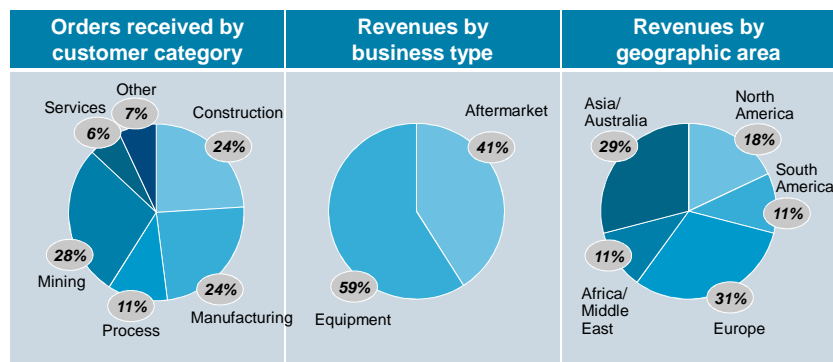 Orders received by
customer category
Other
7%
Services
6%
Construction
24%
28%
Mining
11%
Process
24%
Manufacturing
Revenues by
business type
Aftermarket
41%
59%
Equipment
Revenues by
geographic area
Asia/
Australia
29%
North
America
18%
South
America
11%
11%
Africa/
Middle
East
31%
Europe